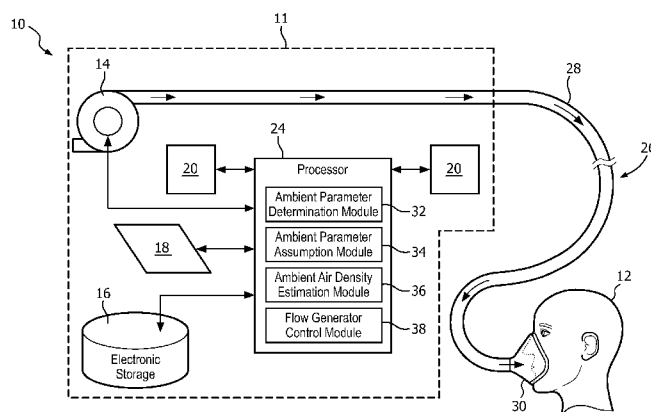 10
11
14
28
26
24
20
Processor
20
Ambient Parameter
Determination Module
32
18
Ambient Parameter
Assumption Module
34
16
Ambient Air Density
Estimation Module
36
12
Flow Generator
Control Module
38
Electronic
Storage
30